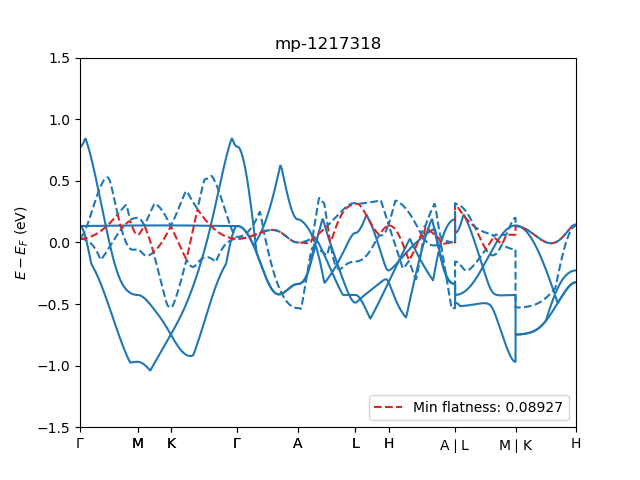 mp-1217318
E − E_F (eV)
1.5
1.0
0.5
0.0
−0.5
−1.0
−1.5
Min flatness: 0.08927
Γ M K Γ A L H A | L M | K H